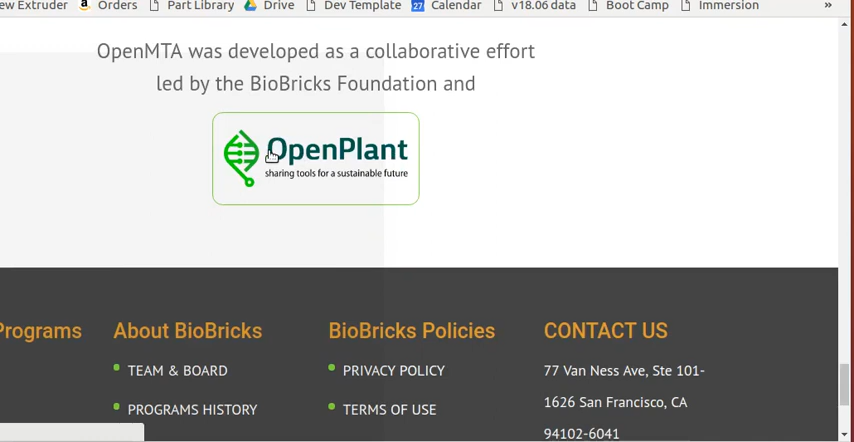 ew Extruder Orders Part Library Drive Dev Template 27 Calendar v18.06 data Boot Camp Immersion »
OpenMTA was developed as a collaborative effort
led by the BioBricks Foundation and
OpenPlant
sharing tools for a sustainable future
Programs About BioBricks BioBricks Policies CONTACT US
TEAM & BOARD PRIVACY POLICY 77 Van Ness Ave, Ste 101-
PROGRAMS HISTORY TERMS OF USE 1626 San Francisco, CA
94102-6041